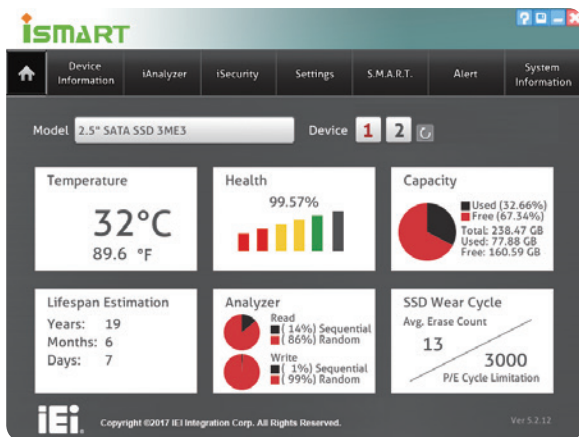 iSMART
Device Information
iAnalyzer
iSecurity
Settings
S.M.A.R.T.
Alert
System Information
Model
2.5" SATA SSD 3ME3
Device
1
2
Temperature
32°C
89.6 °F
Health
99.57%
Capacity
Used (32.66%)
Free (67.34%)
Total: 238.47 GB
Used: 77.88 GB
Free: 160.59 GB
Lifespan Estimation
Years: 19
Months: 6
Days: 7
Analyzer
Read
( 14%) Sequential
( 86%) Random
Write
( 1%) Sequential
( 99%) Random
SSD Wear Cycle
Avg. Erase Count
13
3000
P/E Cycle Limitation
iEi
Copyright ©2017 IEI Integration Corp. All Rights Reserved.
Ver 5.2.12